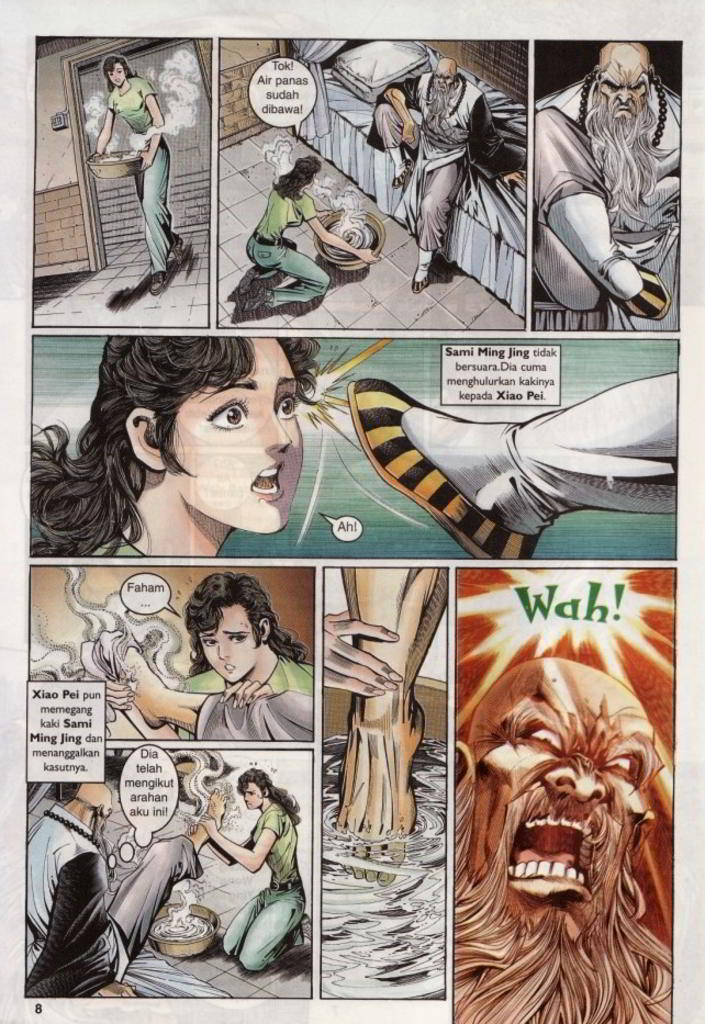 Tok!
Air panas
sudah
dibawa!
Sami Ming Jing tidak
bersuara.Dia cuma
menghulurkan kakinya
kepada Xiao Pei.
Ah!
Faham
...
Xiao Pei pun
memegang
kaki Sami
Ming Jing dan
menanggalkan
kasutnya.
Dia
telah
mengikut
arahan
aku ini!
Wah!
8